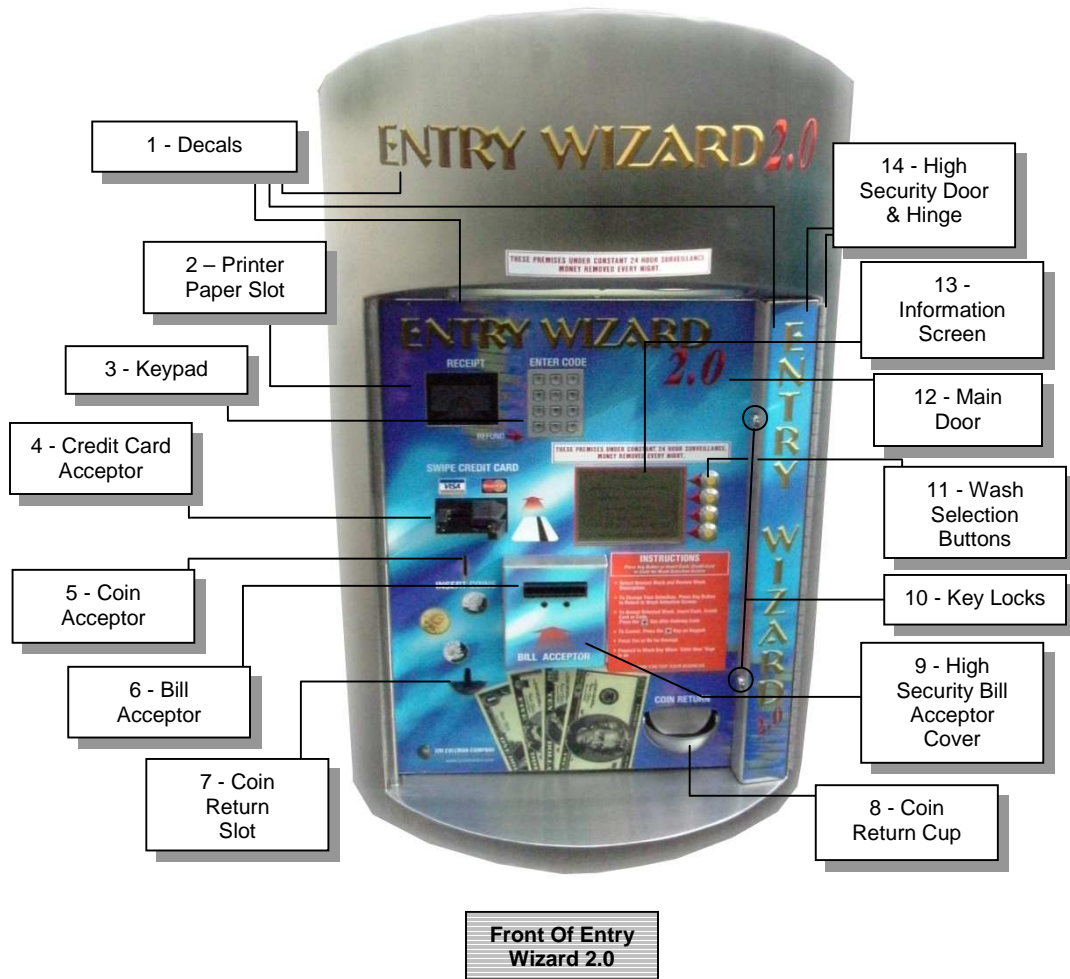 ENTRY WIZARD 2.0
1 - Decals
14 - High
Security Door
& Hinge
THESE PREMISES UNDER CONSTANT 24 HOUR SURVEILLANCE
MONEY REMOVED EVERY NIGHT.
2 – Printer
Paper Slot
13 -
Information
Screen
ENTRY WIZARD
2.0
ENTRY WIZARD 2.0
RECEIPT
ENTER CODE
3 - Keypad
REFUND
12 - Main
Door
4 - Credit Card
Acceptor
THESE PREMISES UNDER CONSTANT 24 HOUR SURVEILLANCE
MONEY REMOVED EVERY NIGHT.
SWIPE CREDIT CARD
VISA
MasterCard
11 - Wash
Selection
Buttons
INSTRUCTIONS
5 - Coin
Acceptor
INSERT COINS
10 - Key Locks
BILL ACCEPTOR
6 - Bill
Acceptor
9 - High
Security Bill
Acceptor
Cover
COIN RETURN
7 - Coin
Return
Slot
8 - Coin
Return Cup
Front Of Entry
Wizard 2.0